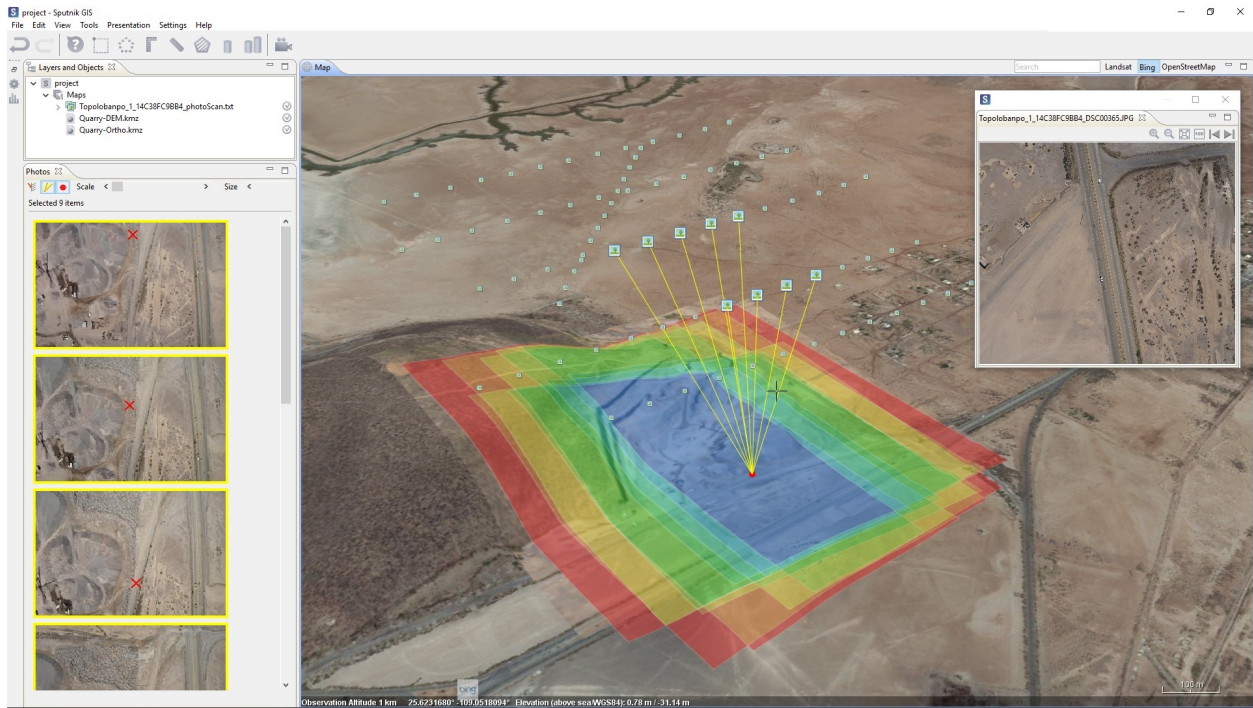 project - Sputnik GIS
File Edit View Tools Presentation Settings Help
Layers and Objects
project
Maps
Topolobanpo_1_14C38FC9BB4_photoScan.txt
Quarry-DEM.kmz
Quarry-Ortho.kmz
Photos
Scale Size
Selected 9 items
Map
Search Landsat Bing OpenStreetMap
Topolobanpo_1_14C38FC9BB4_DSC00365.JPG
bing
100 m
Observation Altitude 1 km 25.6231680° -109.0518094° Elevation (above sea/WGS84): 0.78 m / -31.14 m